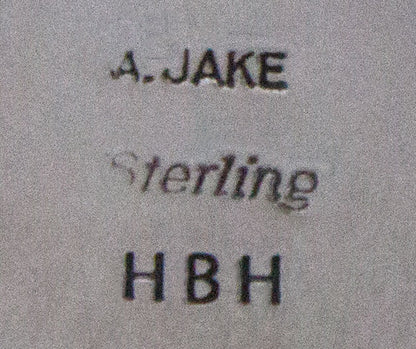 A. JAKE
Sterling
HBH